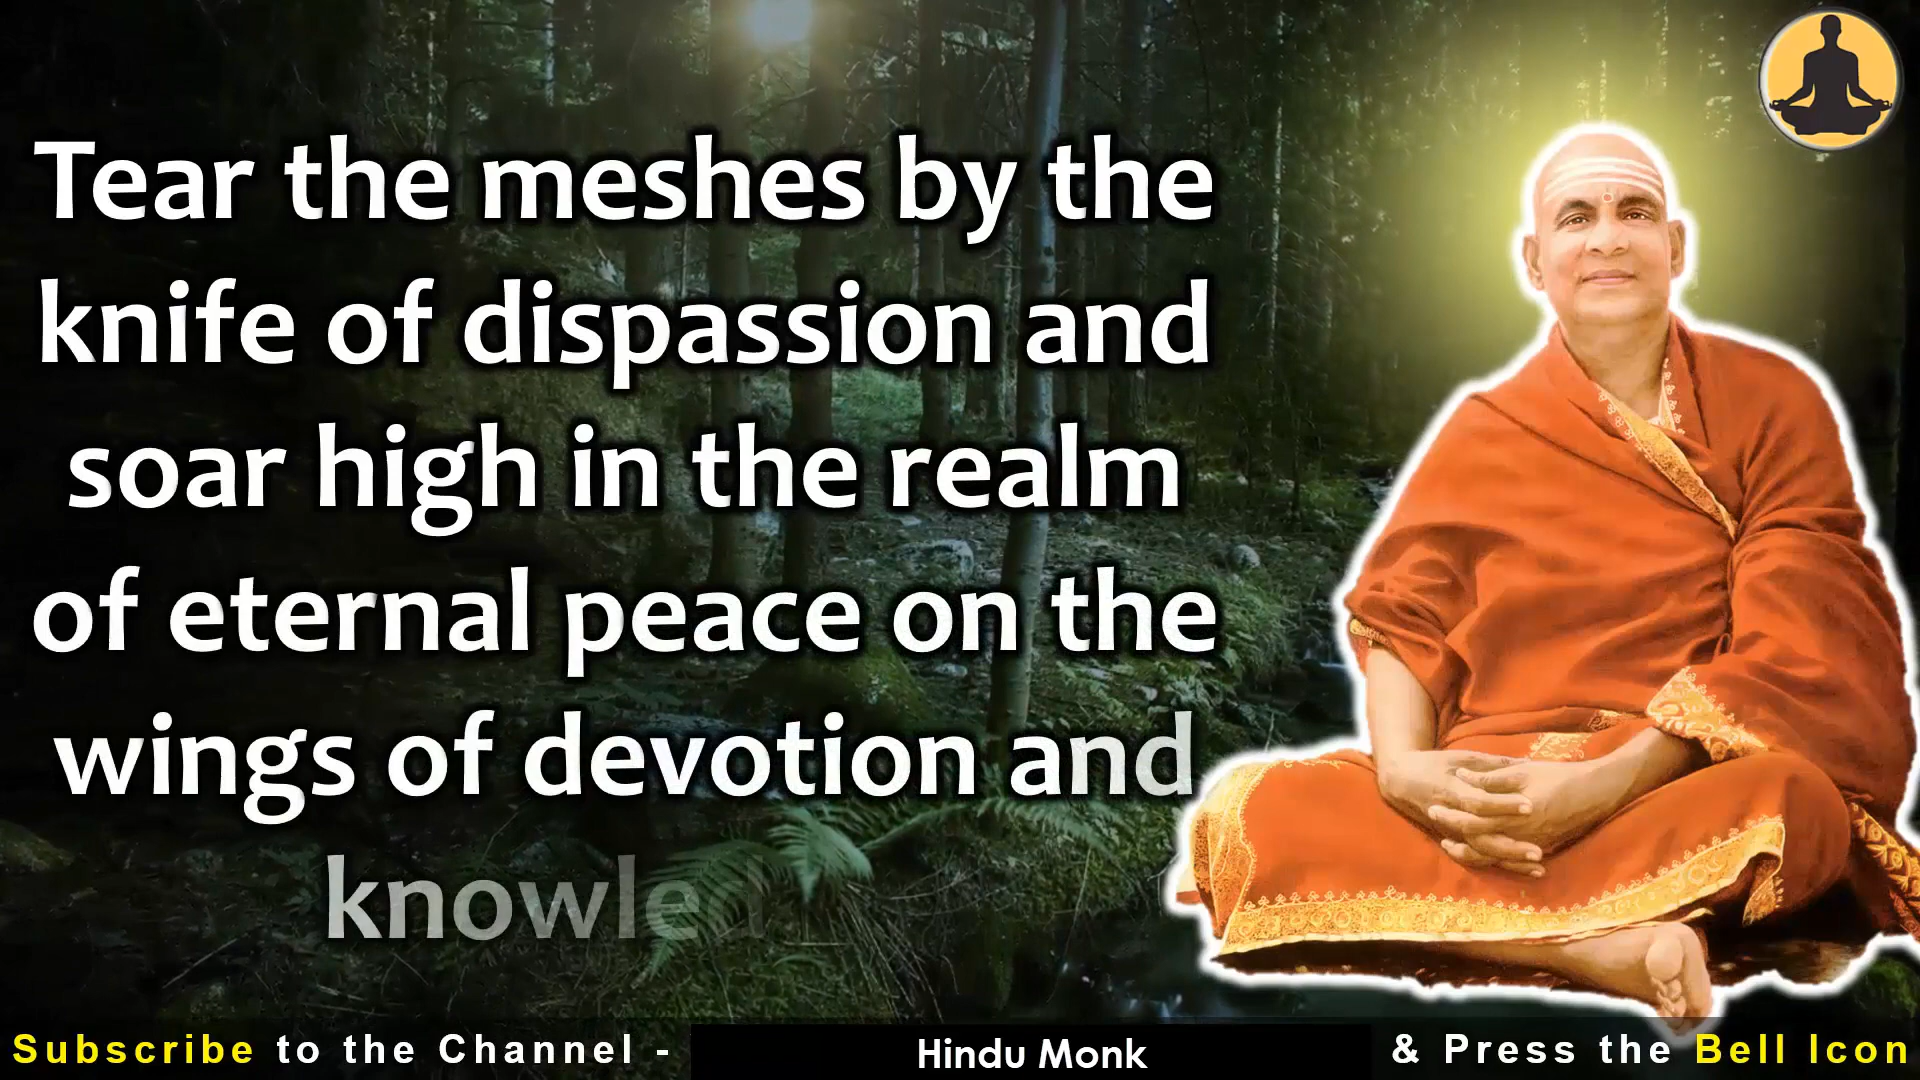 Tear the meshes by the
knife of dispassion and
soar high in the realm
of eternal peace on the
wings of devotion and
knowled
Subscribe to the Channel - Hindu Monk & Press the Bell Icon